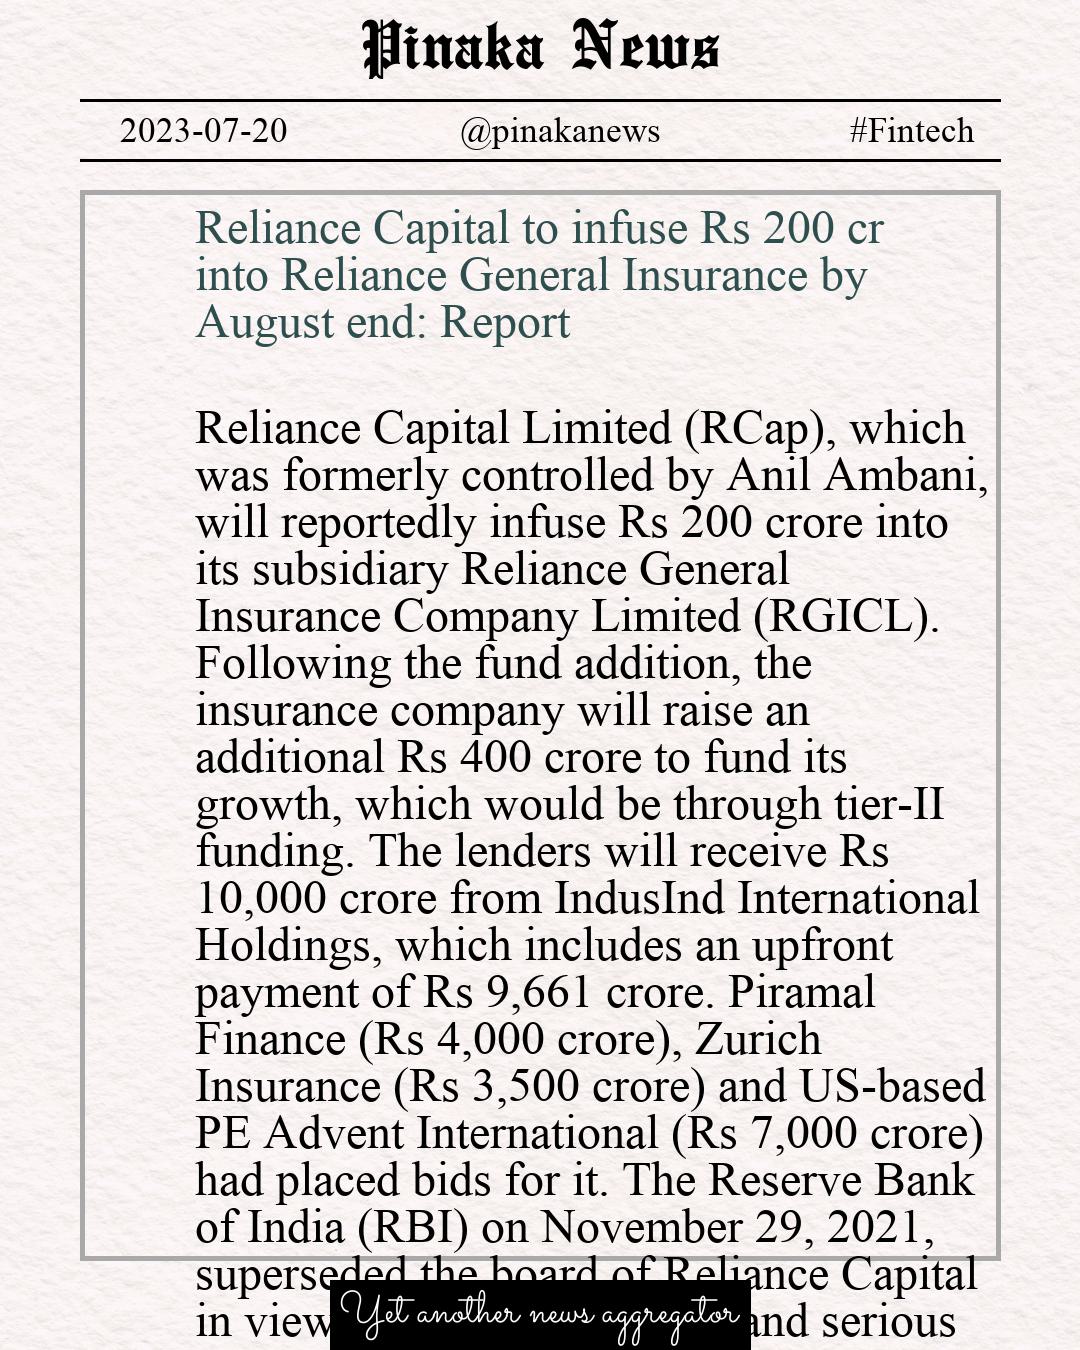 Pinaka News
2023-07-20 @pinakanews #Fintech
Reliance Capital to infuse Rs 200 cr
into Reliance General Insurance by
August end: Report
Reliance Capital Limited (RCap), which
was formerly controlled by Anil Ambani,
will reportedly infuse Rs 200 crore into
its subsidiary Reliance General
Insurance Company Limited (RGICL).
Following the fund addition, the
insurance company will raise an
additional Rs 400 crore to fund its
growth, which would be through tier-II
funding. The lenders will receive Rs
10,000 crore from IndusInd International
Holdings, which includes an upfront
payment of Rs 9,661 crore. Piramal
Finance (Rs 4,000 crore), Zurich
Insurance (Rs 3,500 crore) and US-based
PE Advent International (Rs 7,000 crore)
had placed bids for it. The Reserve Bank
of India (RBI) on November 29, 2021,
superseded the board of Reliance Capital
in view and serious
Yet another news aggregator